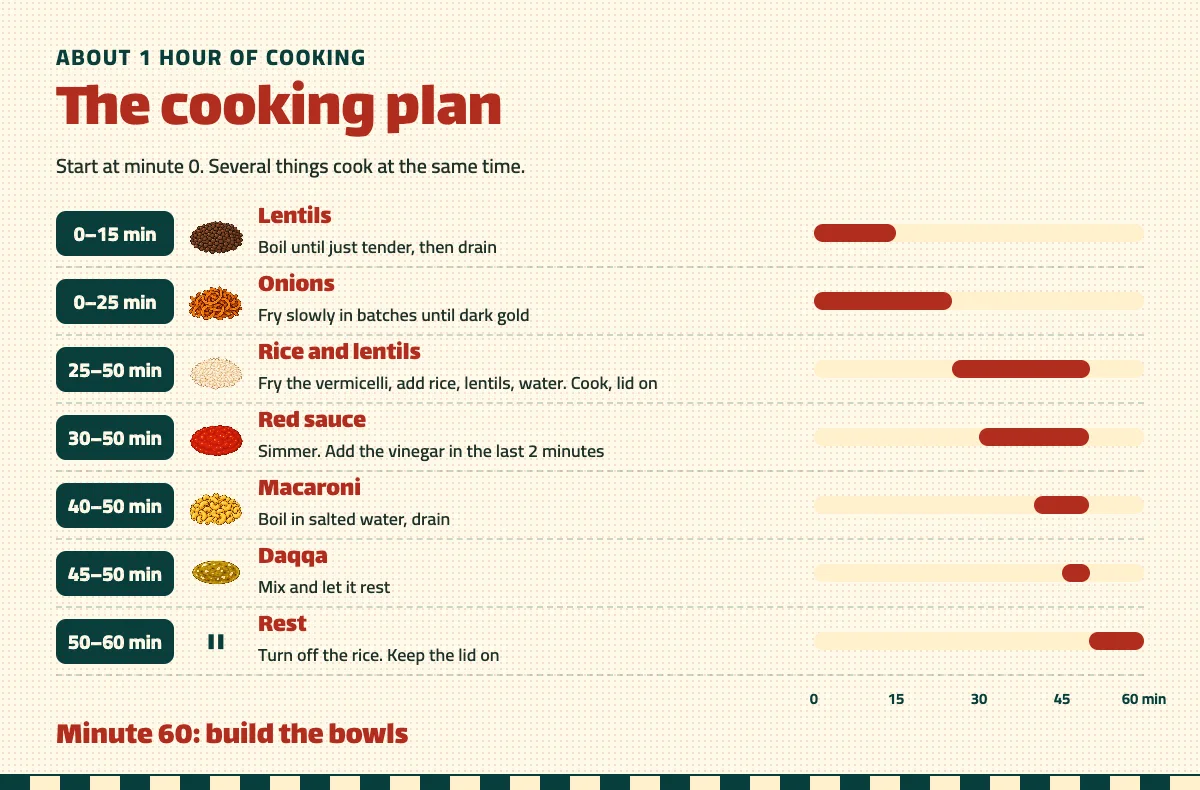 ABOUT 1 HOUR OF COOKING
The cooking plan
Start at minute 0. Several things cook at the same time.
0–15 min
Lentils
Boil until just tender, then drain
0–25 min
Onions
Fry slowly in batches until dark gold
25–50 min
Rice and lentils
Fry the vermicelli, add rice, lentils, water. Cook, lid on
30–50 min
Red sauce
Simmer. Add the vinegar in the last 2 minutes
40–50 min
Macaroni
Boil in salted water, drain
45–50 min
Daqqa
Mix and let it rest
50–60 min
Rest
Turn off the rice. Keep the lid on
0 15 30 45 60 min
Minute 60: build the bowls